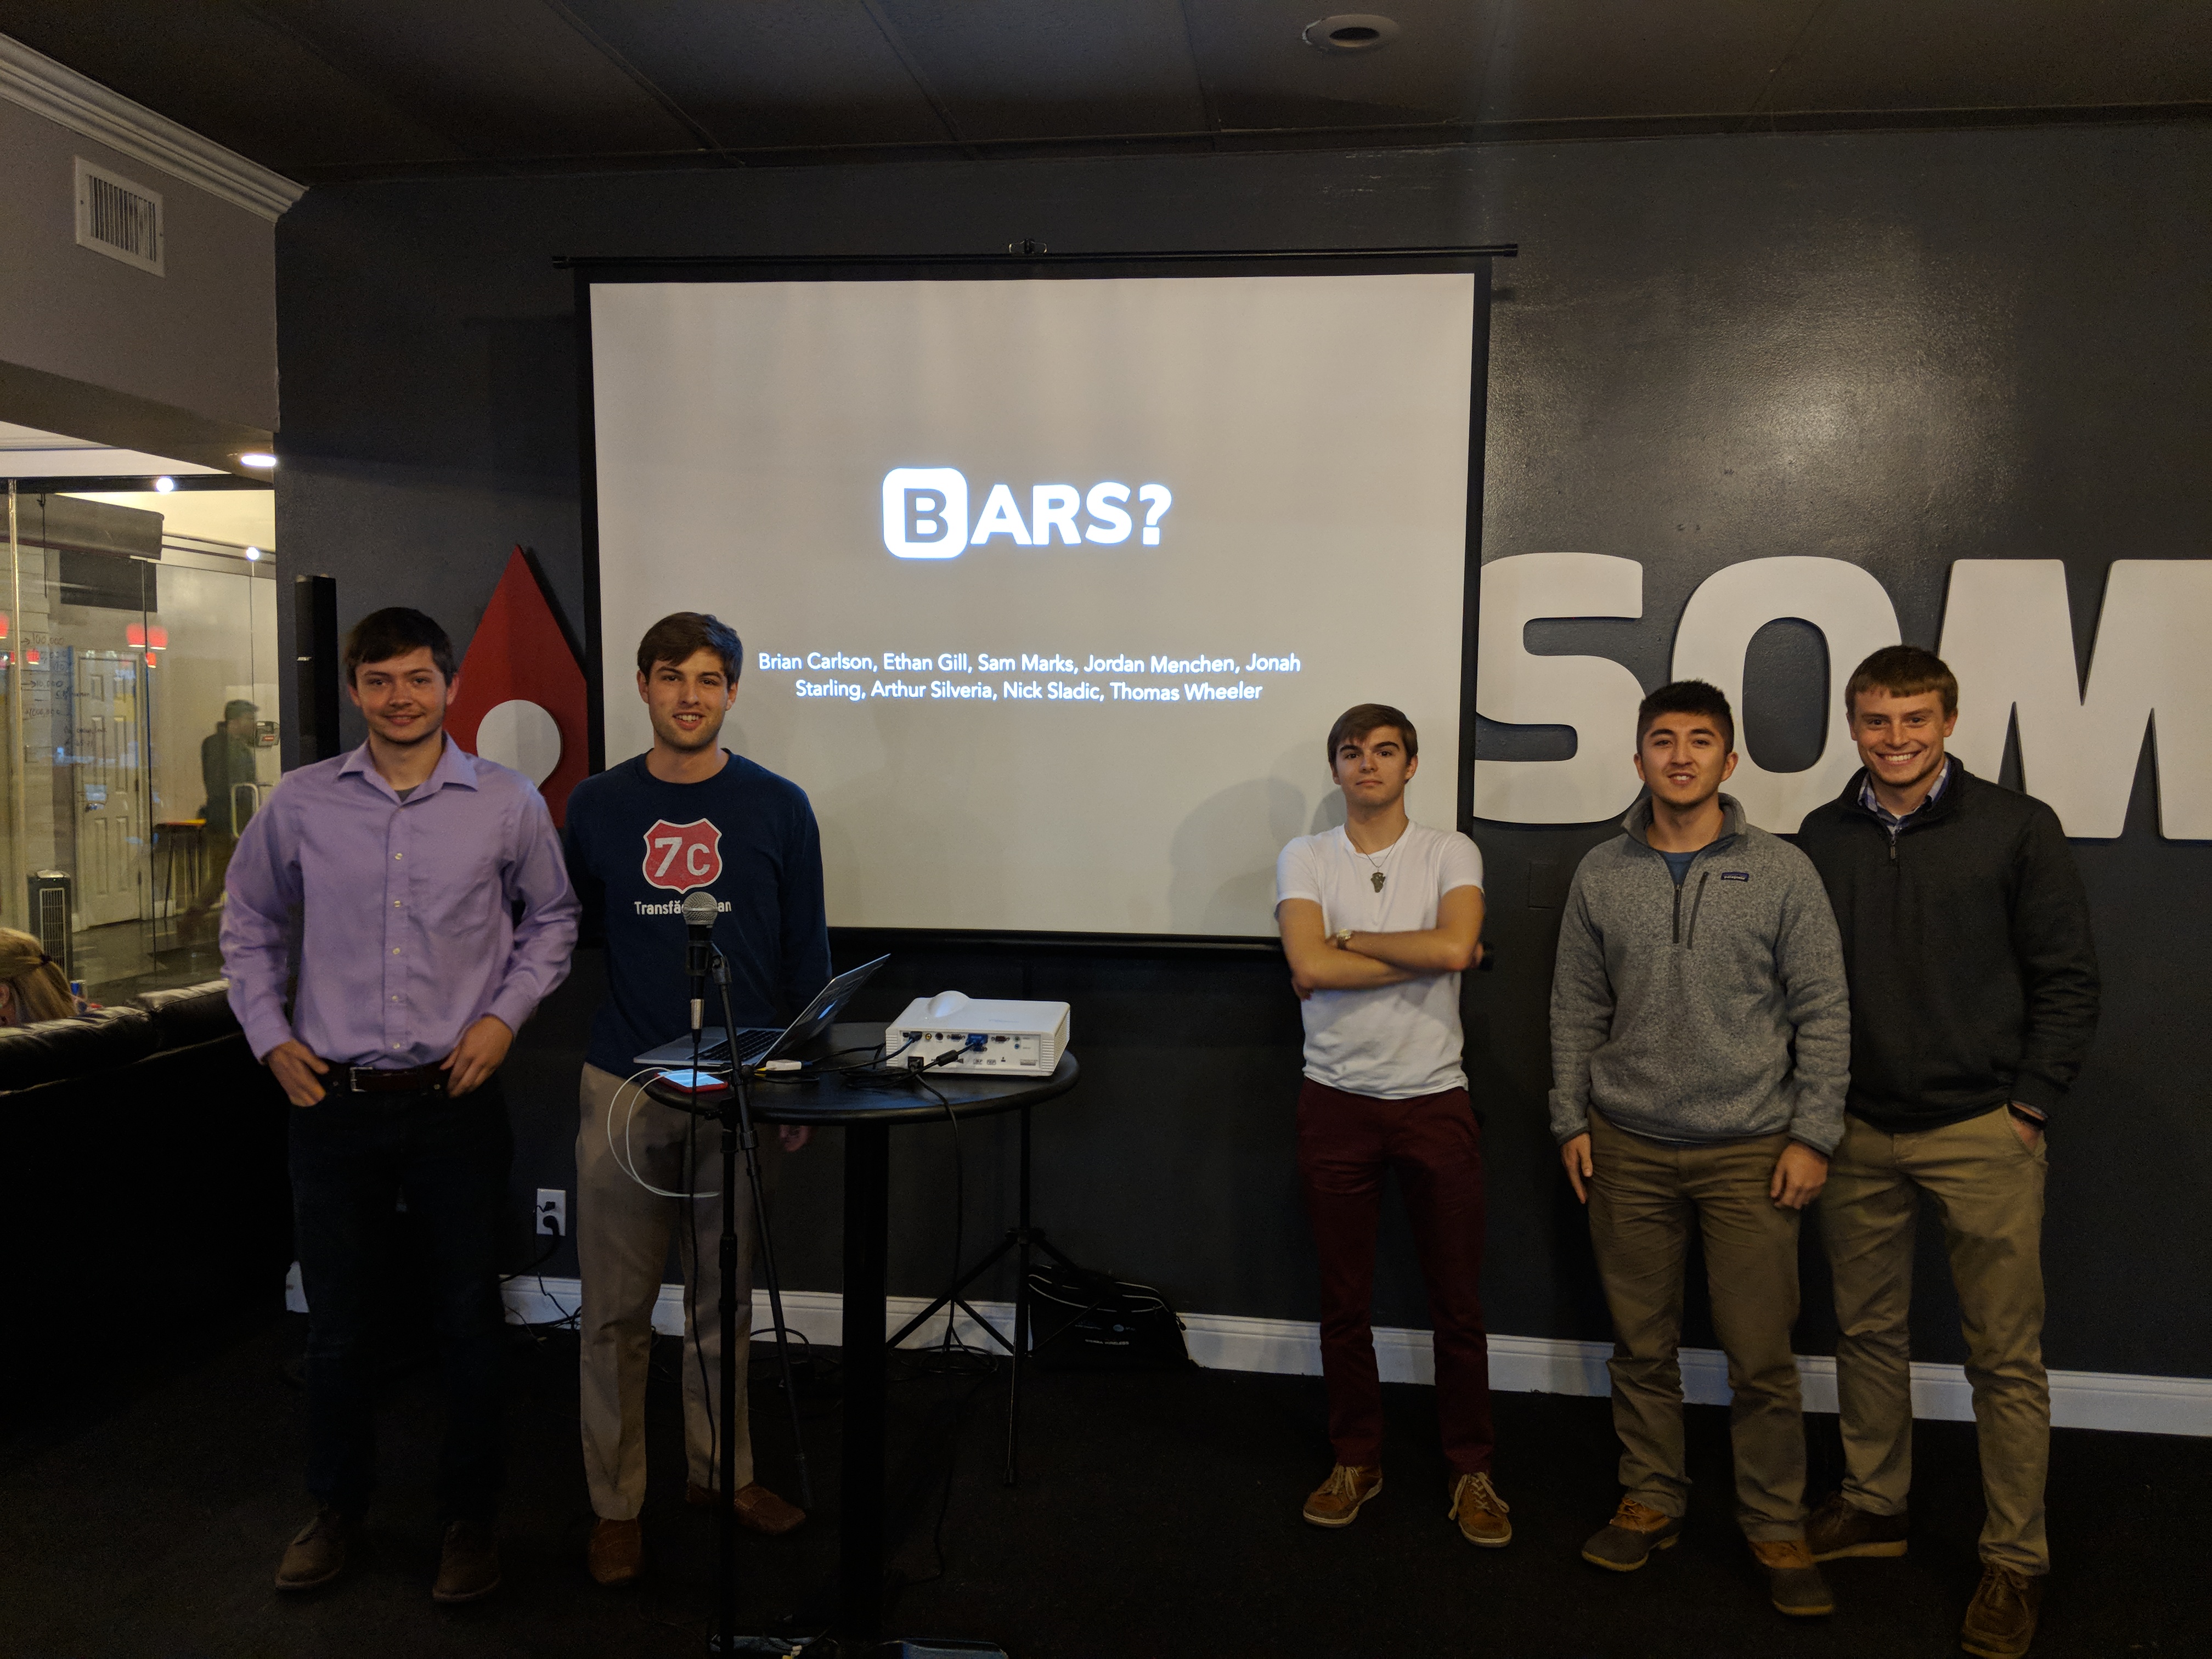 BARS?
Brian Carlson, Ethan Gill, Sam Marks, Jordan Menchen, Jonah
Starling, Arthur Silveria, Nick Sladic, Thomas Wheeler
SOM
7C